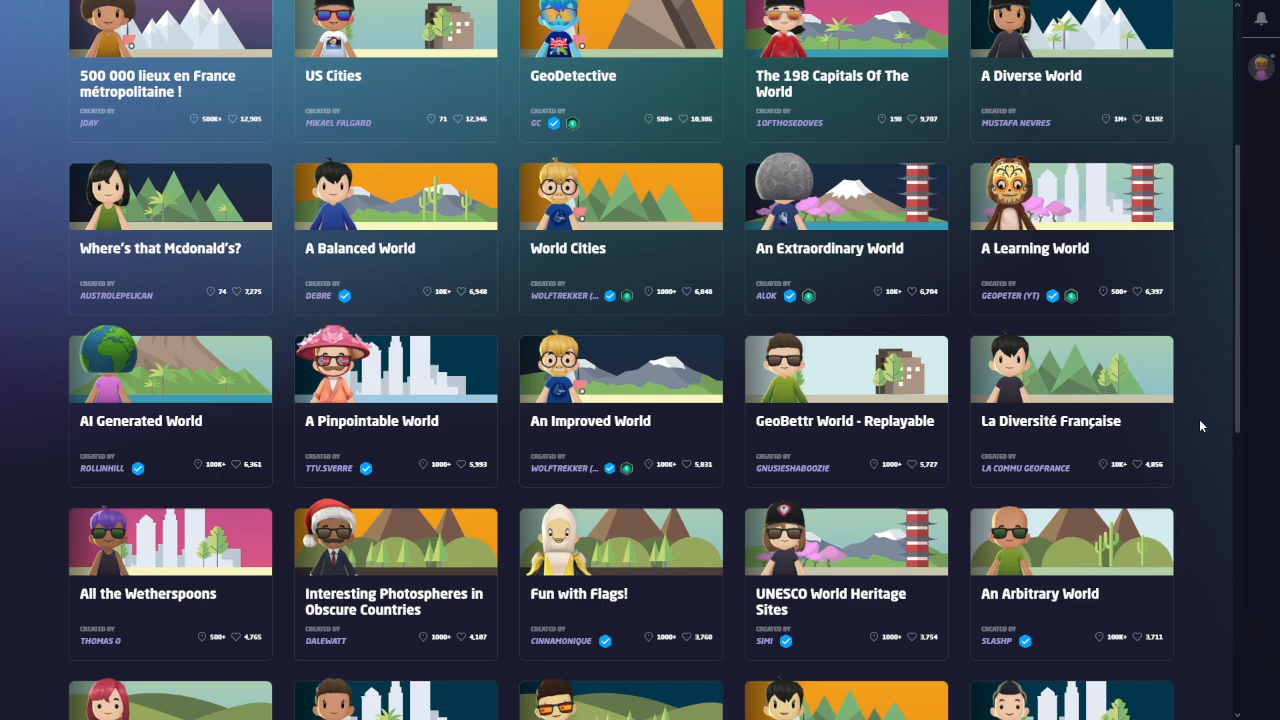 500 000 lieux en France
métropolitaine !
CREATED BY
JDAY
500K+ 12,905
US Cities
CREATED BY
MIKAEL FALGARD
71 12,346
GeoDetective
CREATED BY
GC
500+ 10,386
The 198 Capitals Of The
World
CREATED BY
1OFTHOSEDOVES
198 9,707
A Diverse World
CREATED BY
MUSTAFA NEVRES
1M+ 8,192
Where's that Mcdonald's?
CREATED BY
AUSTROLEPELICAN
74 7,275
A Balanced World
CREATED BY
DEBRE
10K+ 6,948
World Cities
CREATED BY
WOLFTREKKER (...
1000+ 6,848
An Extraordinary World
CREATED BY
ALOK
10K+ 6,704
A Learning World
CREATED BY
GEOPETER (YT)
500+ 6,397
AI Generated World
CREATED BY
ROLLINHILL
100K+ 6,361
A Pinpointable World
CREATED BY
TTV.SVERRE
1000+ 5,993
An Improved World
CREATED BY
WOLFTREKKER (...
100K+ 5,831
GeoBettr World - Replayable
CREATED BY
GNUSIESHABOOZIE
1000+ 5,727
La Diversité Française
CREATED BY
LA COMMU GEOFRANCE
10K+ 4,856
All the Wetherspoons
CREATED BY
THOMAS O
500+ 4,765
Interesting Photospheres in
Obscure Countries
CREATED BY
DALEWATT
1000+ 4,187
Fun with Flags!
CREATED BY
CINNAMONIQUE
1000+ 3,760
UNESCO World Heritage
Sites
CREATED BY
SIMI
1000+ 3,754
An Arbitrary World
CREATED BY
SLASHP
100K+ 3,711